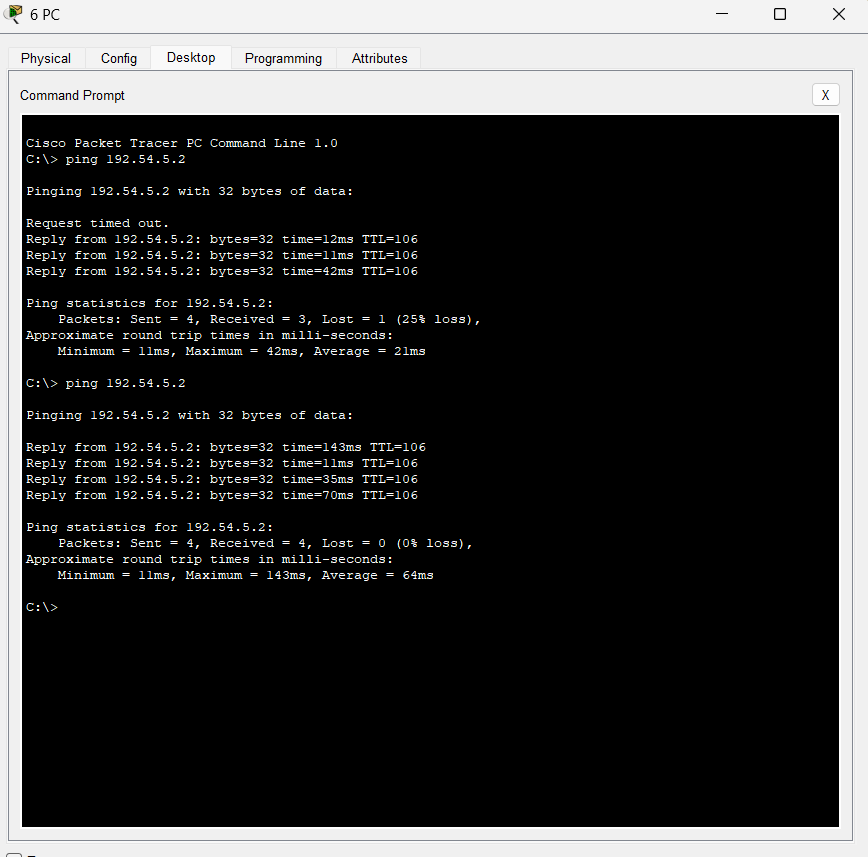 6 PC
Physical Config Desktop Programming Attributes
Command Prompt
X
Cisco Packet Tracer PC Command Line 1.0
C:\> ping 192.54.5.2
Pinging 192.54.5.2 with 32 bytes of data:
Request timed out.
Reply from 192.54.5.2: bytes=32 time=12ms TTL=106
Reply from 192.54.5.2: bytes=32 time=11ms TTL=106
Reply from 192.54.5.2: bytes=32 time=42ms TTL=106
Ping statistics for 192.54.5.2:
    Packets: Sent = 4, Received = 3, Lost = 1 (25% loss),
Approximate round trip times in milli-seconds:
    Minimum = 11ms, Maximum = 42ms, Average = 21ms
C:\> ping 192.54.5.2
Pinging 192.54.5.2 with 32 bytes of data:
Reply from 192.54.5.2: bytes=32 time=143ms TTL=106
Reply from 192.54.5.2: bytes=32 time=11ms TTL=106
Reply from 192.54.5.2: bytes=32 time=35ms TTL=106
Reply from 192.54.5.2: bytes=32 time=70ms TTL=106
Ping statistics for 192.54.5.2:
    Packets: Sent = 4, Received = 4, Lost = 0 (0% loss),
Approximate round trip times in milli-seconds:
    Minimum = 11ms, Maximum = 143ms, Average = 64ms
C:\>